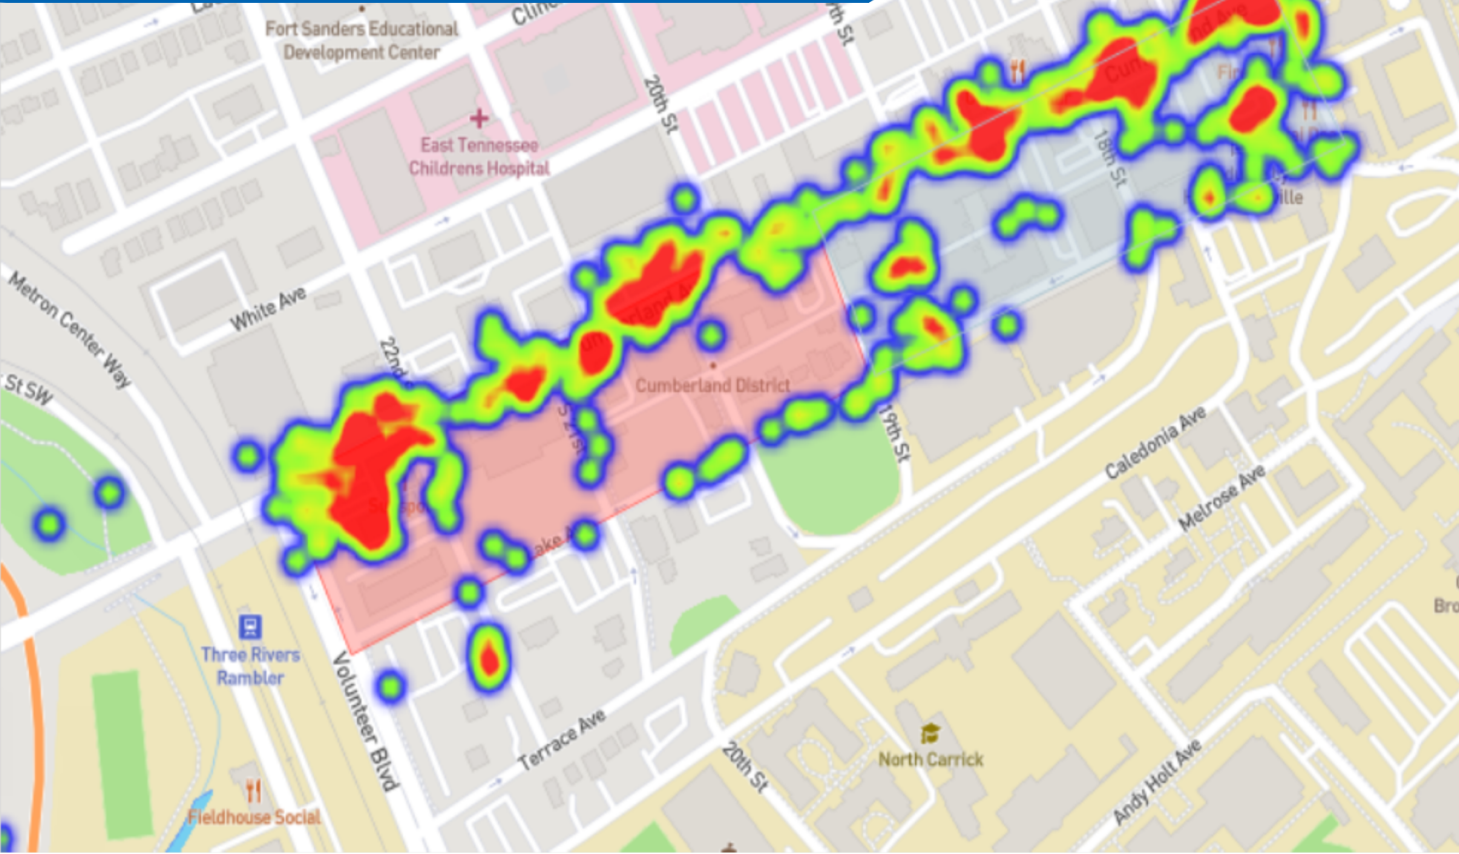 Fort Sanders Educational
Development Center
20th St
East Tennessee
Childrens Hospital
18th St
Metron Center
Way
White Ave
22nd
St SW
Cumberland District
19th St
Caledonia Ave
Melrose Ave
Three Rivers
Rambler
Volunteer Blvd
Terrace Ave
20th St
North Carrick
Andy Holt Ave
Fieldhouse Social